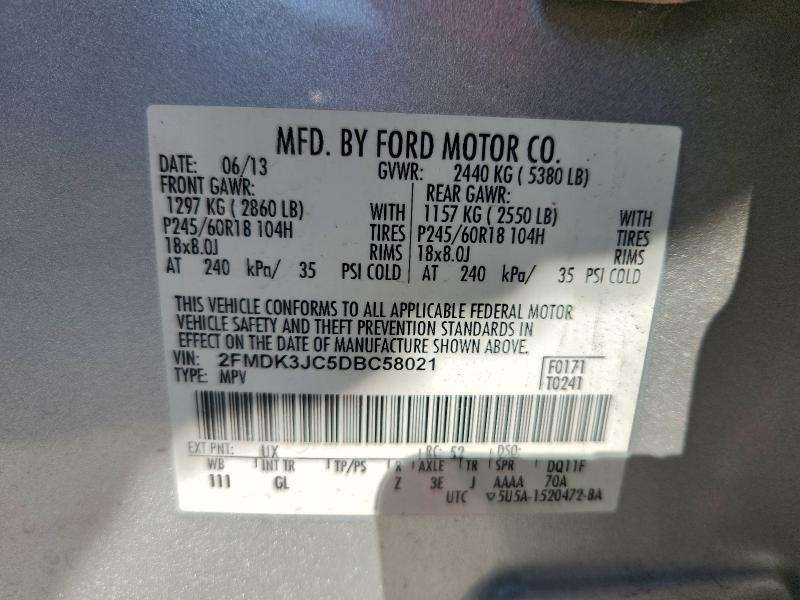 MFD. BY FORD MOTOR CO.
DATE: 06/13 GVWR: 2440 KG ( 5380 LB)
FRONT GAWR: REAR GAWR:
1297 KG ( 2860 LB) WITH 1157 KG ( 2550 LB) WITH
P245/60R18 104H TIRES P245/60R18 104H TIRES
18x8.0J RIMS 18x8.0J RIMS
AT 240 kPa/ 35 PSI COLD AT 240 kPa/ 35 PSI COLD
THIS VEHICLE CONFORMS TO ALL APPLICABLE FEDERAL MOTOR
VEHICLE SAFETY AND THEFT PREVENTION STANDARDS IN
EFFECT ON THE DATE OF MANUFACTURE SHOWN ABOVE.
VIN: 2FMDK3JC5DBC58021 F0171
TYPE: MPV T0241
EXT PNT: UX RC: 52 DSO:
WB INT TR TP/PS R AXLE TR SPR DQ11F
111 GL Z 3E J AAAA 70A
UTC ▽5U5A-1520472-BA